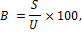 B = S/U × 100,